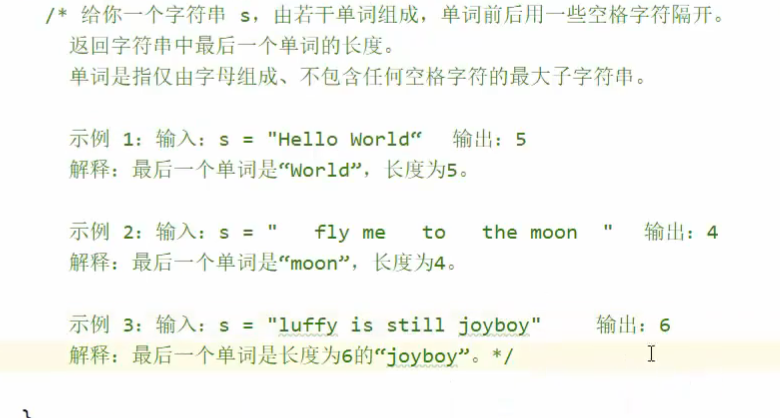 /* 给你一个字符串 s，由若干单词组成，单词前后用一些空格字符隔开。
返回字符串中最后一个单词的长度。
单词是指仅由字母组成、不包含任何空格字符的最大子字符串。
示例 1：输入：s = "Hello World“   输出：5
解释：最后一个单词是“World”，长度为5。
示例 2：输入：s = "   fly me   to   the moon  "   输出：4
解释：最后一个单词是“moon”，长度为4。
示例 3：输入：s = "luffy is still joyboy"     输出：6
解释：最后一个单词是长度为6的“joyboy”。*/
}